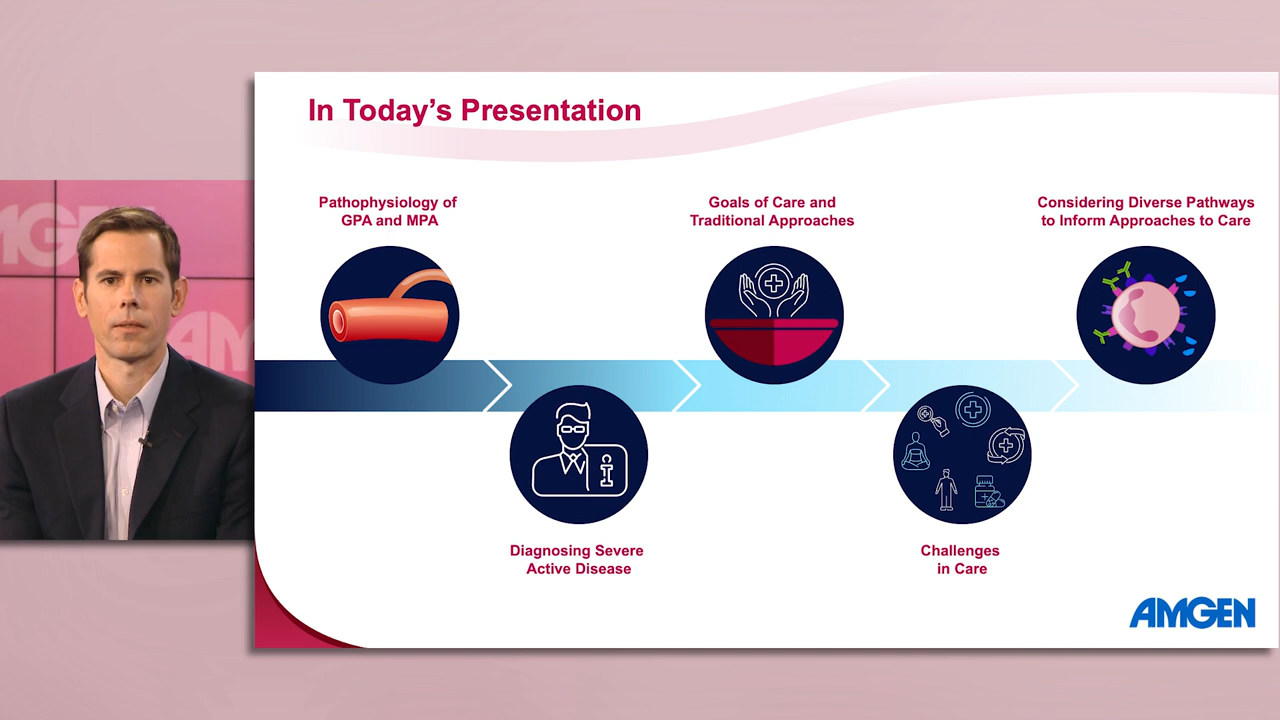 In Today’s Presentation
Pathophysiology of
GPA and MPA
Diagnosing Severe
Active Disease
Goals of Care and
Traditional Approaches
Challenges
in Care
Considering Diverse Pathways
to Inform Approaches to Care
i
AMGEN